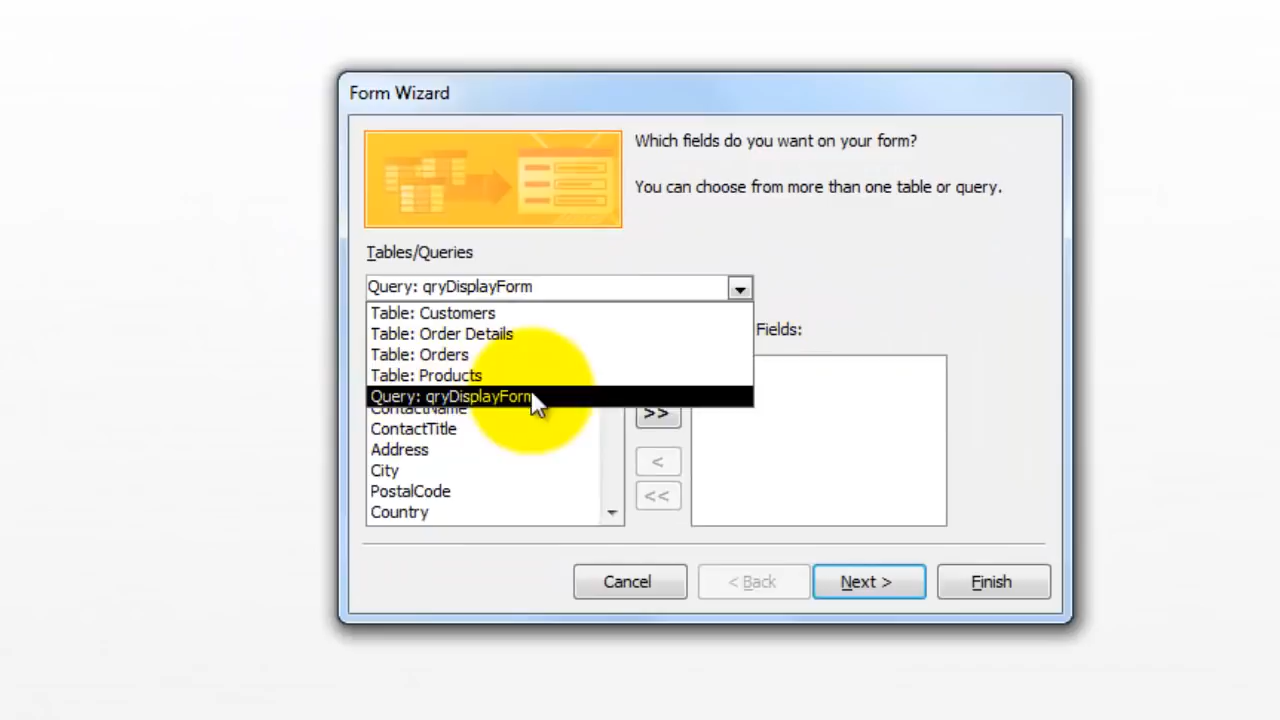 Form Wizard
Which fields do you want on your form?
You can choose from more than one table or query.
Tables/Queries
Query: qryDisplayForm
Table: Customers
Table: Order Details
Table: Orders
Table: Products
Query: qryDisplayForm
Fields:
ContactName
ContactTitle
Address
City
PostalCode
Country
>>
<
<<
Cancel
< Back
Next >
Finish